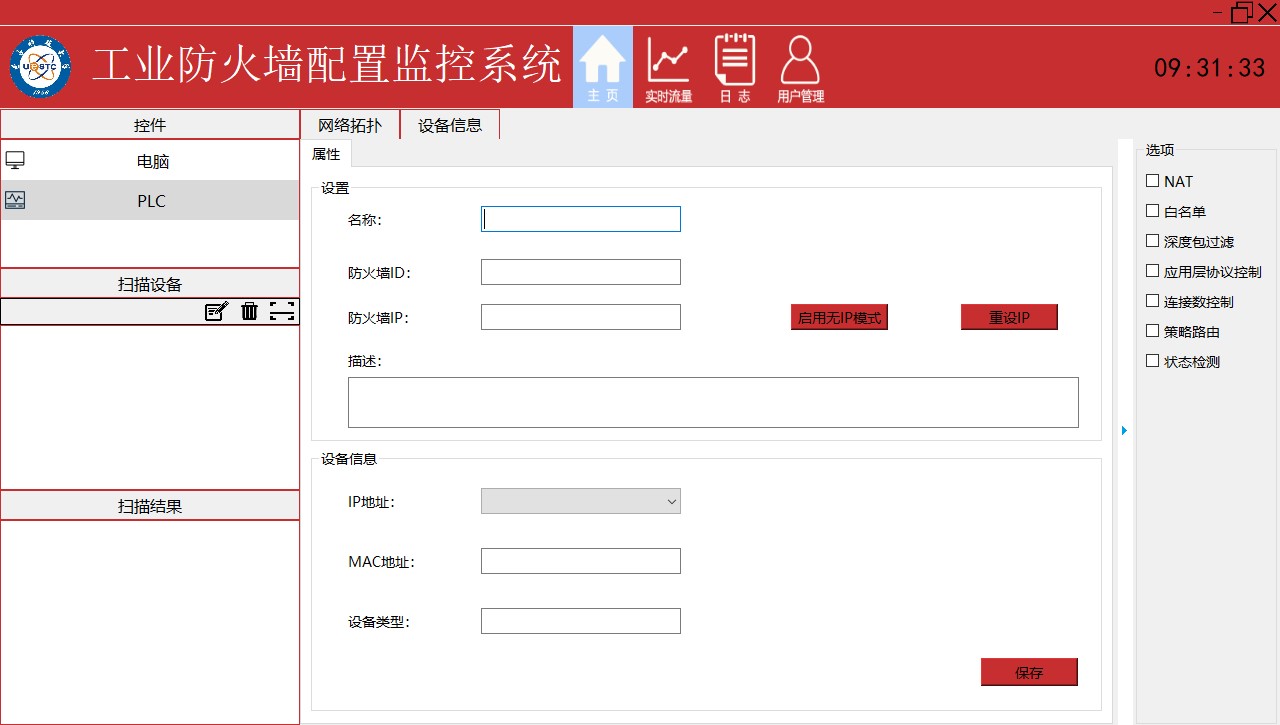 工业防火墙配置监控系统
主 页
实时流量
日 志
用户管理
09:31:33
控件
电脑
PLC
扫描设备
扫描结果
网络拓扑
设备信息
属性
设置
名称:
防火墙ID:
防火墙IP:
启用无IP模式
重设IP
描述:
设备信息
IP地址:
MAC地址:
设备类型:
保存
选项
NAT
白名单
深度包过滤
应用层协议控制
连接数控制
策略路由
状态检测